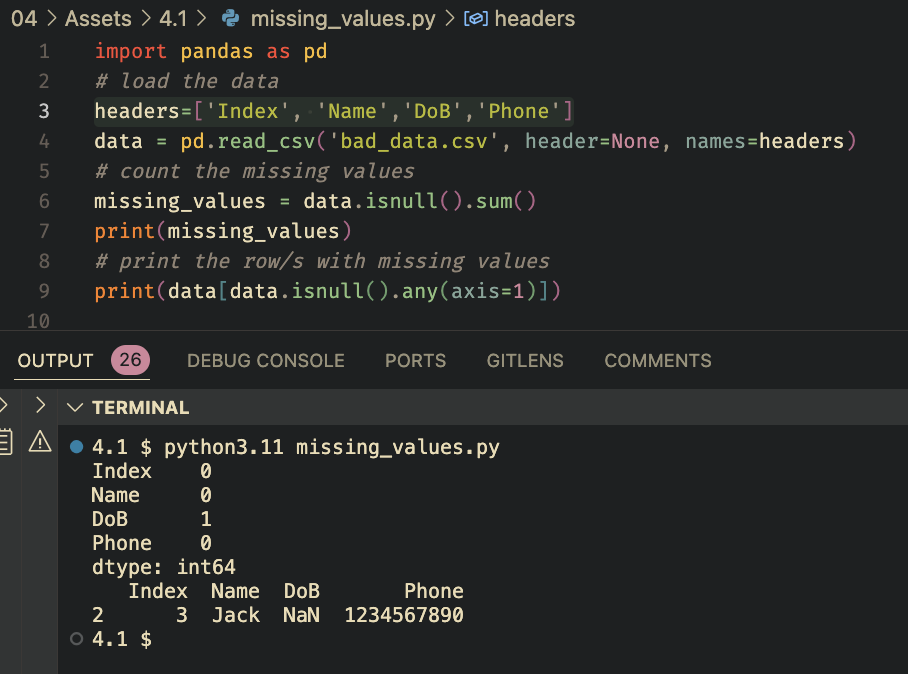 04 > Assets > 4.1 > missing_values.py > headers
1 import pandas as pd
2 # load the data
3 headers=['Index', 'Name','DoB','Phone']
4 data = pd.read_csv('bad_data.csv', header=None, names=headers)
5 # count the missing values
6 missing_values = data.isnull().sum()
7 print(missing_values)
8 # print the row/s with missing values
9 print(data[data.isnull().any(axis=1)])
10
OUTPUT 26 DEBUG CONSOLE PORTS GITLENS COMMENTS
TERMINAL
4.1 $ python3.11 missing_values.py
Index    0
Name     0
DoB      1
Phone    0
dtype: int64
   Index  Name  DoB       Phone
2      3  Jack  NaN  1234567890
4.1 $